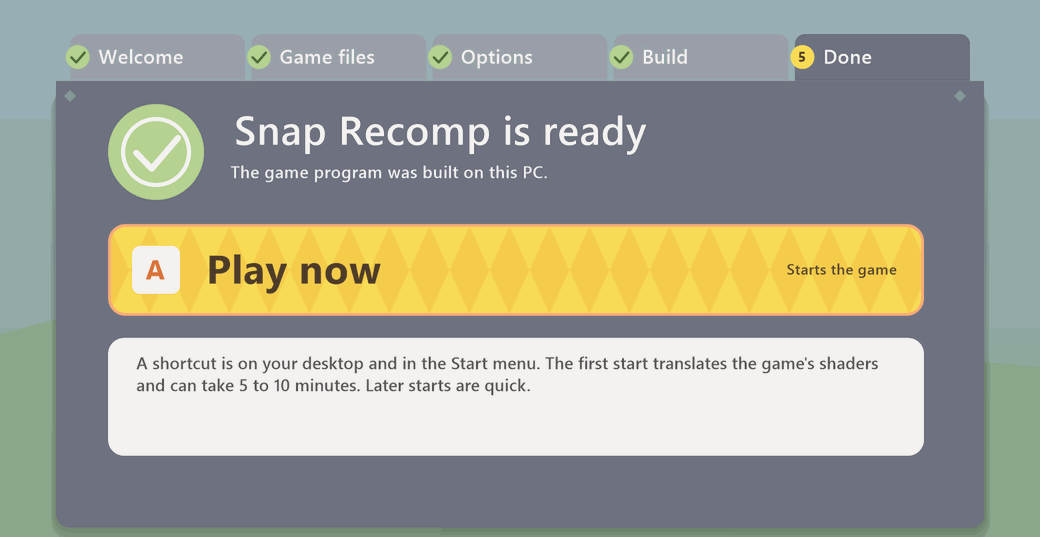 Welcome
Game files
Options
Build
5 Done
Snap Recomp is ready
The game program was built on this PC.
A Play now
Starts the game
A shortcut is on your desktop and in the Start menu. The first start translates the game's shaders
and can take 5 to 10 minutes. Later starts are quick.